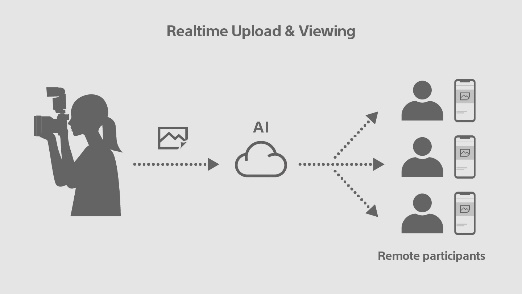 Realtime Upload & Viewing
AI
Remote participants